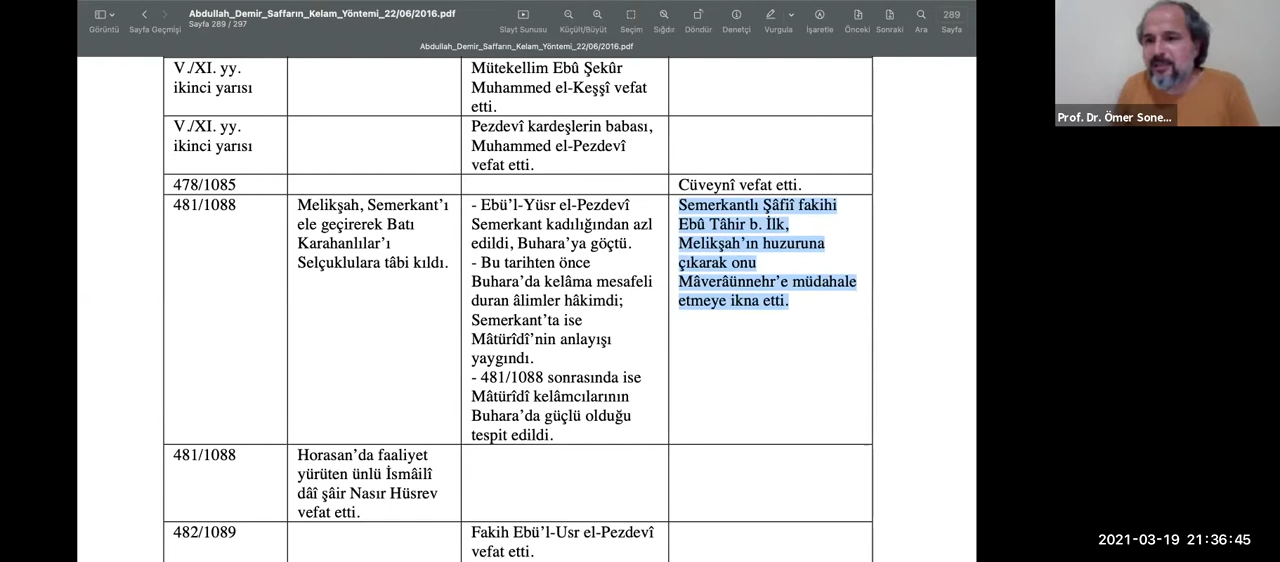 Abdullah_Demir_Saffarın_Kelam_Yöntemi_22/06/2016.pdf
Sayfa 289 / 297
289
Görüntü
Sayfa Geçmişi
Slayt Sunusu
Küçült/Büyüt
Seçim
Sığdır
Döndür
Denetçi
Vurgula
İşaretle
Önceki
Sonraki
Ara
Sayfa
Abdullah_Demir_Saffarın_Kelam_Yöntemi_22/06/2016.pdf
Prof. Dr. Ömer Sone...
V./XI. yy.
ikinci yarısı
Mütekellim Ebû Şekûr
Muhammed el-Keşşî vefat
etti.
V./XI. yy.
ikinci yarısı
Pezdevî kardeşlerin babası,
Muhammed el-Pezdevî
vefat etti.
478/1085
Cüveynî vefat etti.
481/1088
Melikşah, Semerkant’ı
ele geçirerek Batı
Karahanlılar’ı
Selçuklulara tâbi kıldı.
- Ebü’l-Yüsr el-Pezdevî
Semerkant kadılığından azl
edildi, Buhara’ya göçtü.
- Bu tarihten önce
Buhara’da kelâma mesafeli
duran âlimler hâkimdi;
Semerkant’ta ise
Mâtürîdî’nin anlayışı
yaygındı.
- 481/1088 sonrasında ise
Mâtürîdî kelâmcılarının
Buhara’da güçlü olduğu
tespit edildi.
Semerkantlı Şâfiî fakihi
Ebû Tâhir b. İlk,
Melikşah’ın huzuruna
çıkarak onu
Mâverâünnehr’e müdahale
etmeye ikna etti.
481/1088
Horasan’da faaliyet
yürüten ünlü İsmâilî
dâî şâir Nasır Hüsrev
vefat etti.
482/1089
Fakih Ebü’l-Usr el-Pezdevî
vefat etti.
2021-03-19 21:36:45